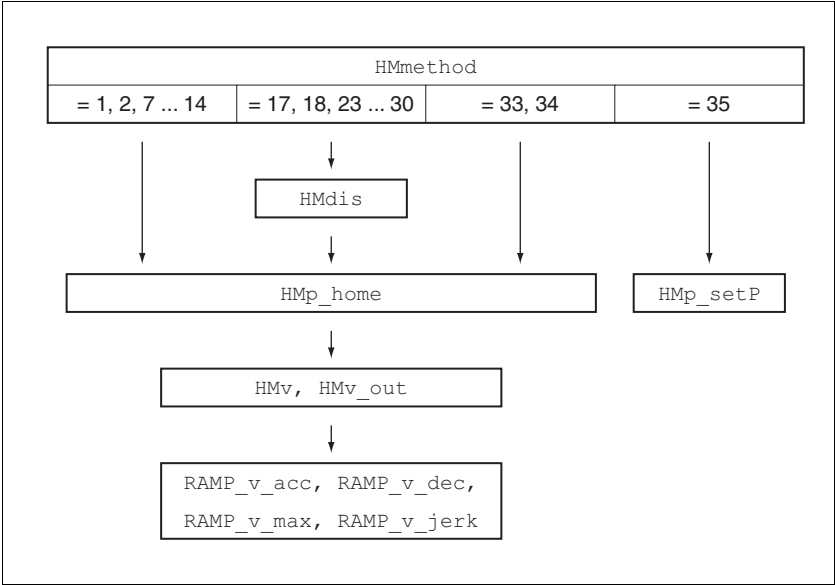 HMmethod
= 1, 2, 7 ... 14
= 17, 18, 23 ... 30
= 33, 34
= 35
HMdis
HMp_home
HMp_setP
HMv, HMv_out
RAMP_v_acc, RAMP_v_dec,
RAMP_v_max, RAMP_v_jerk